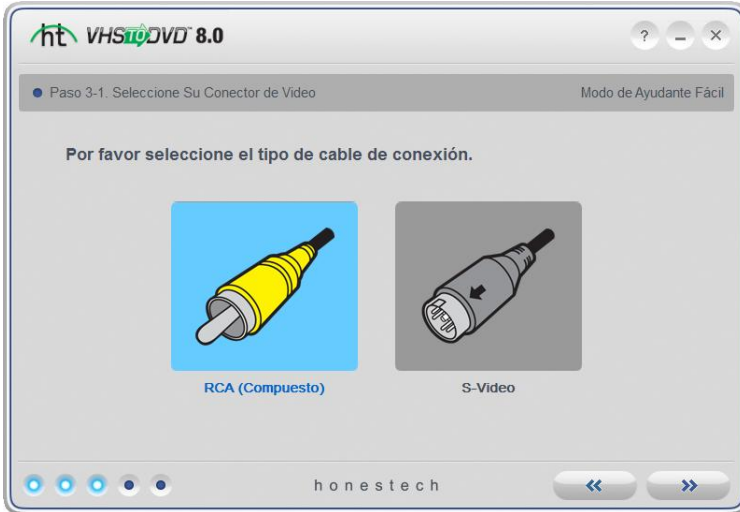 ht VHSTODVD™ 8.0
?
Paso 3-1. Seleccione Su Conector de Video
Modo de Ayudante Fácil
Por favor seleccione el tipo de cable de conexión.
RCA (Compuesto)
S-Video
honestech